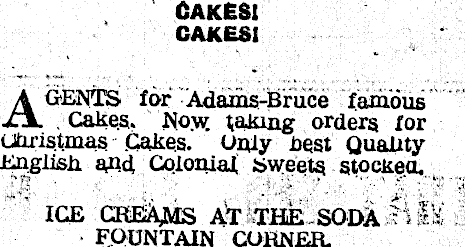 CAKES!
CAKES!
AGENTS for Adams-Bruce famous
Cakes. Now taking orders for
Christmas Cakes. Only best Quality
English and Colonial Sweets stocked.
ICE CREAMS AT THE SODA
FOUNTAIN CORNER.